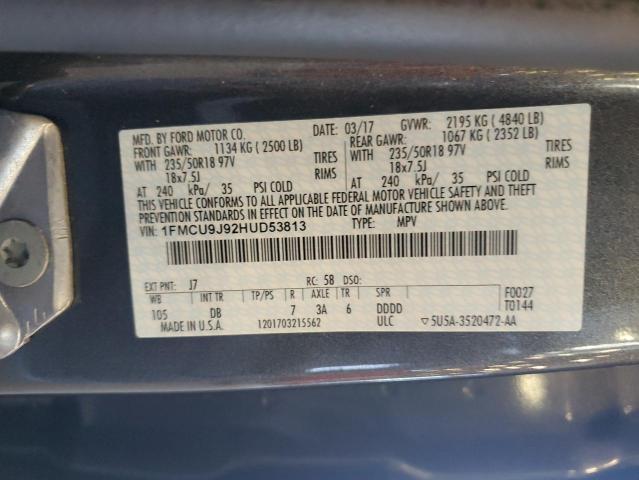 MFD. BY FORD MOTOR CO. DATE: 03/17 GVWR: 2195 KG (4840 LB)
FRONT GAWR: 1134 KG (2500 LB) REAR GAWR: 1067 KG (2352 LB)
WITH 235/50R18 97V TIRES WITH 235/50R18 97V TIRES
18x7.5J RIMS 18x7.5J RIMS
AT 240 kPa/ 35 PSI COLD AT 240 kPa/ 35 PSI COLD
THIS VEHICLE CONFORMS TO ALL APPLICABLE FEDERAL MOTOR VEHICLE SAFETY AND THEFT
PREVENTION STANDARDS IN EFFECT ON THE DATE OF MANUFACTURE SHOWN ABOVE.
VIN: 1FMCU9J92HUD53813 TYPE: MPV
EXT PNT: J7 RC: 58 DSO:
WB INT TR TP/PS R AXLE TR SPR F0027
105 DB 7 3A 6 DDDD T0144
MADE IN U.S.A. 1201703215562 ULC ▽5U5A-3520472-AA